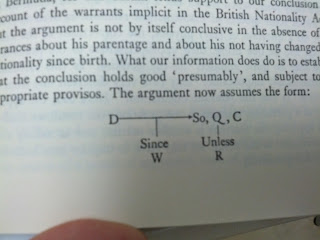 our conclusion
count of the warrants implicit in the British Nationality A
the argument is not by itself conclusive in the absence of
rances about his parentage and about his not having changed
tionality since birth. What our information does do is to estab
at the conclusion holds good ‘presumably’, and subject to
propriate provisos. The argument now assumes the form:
D So, Q, C
Since Unless
W R